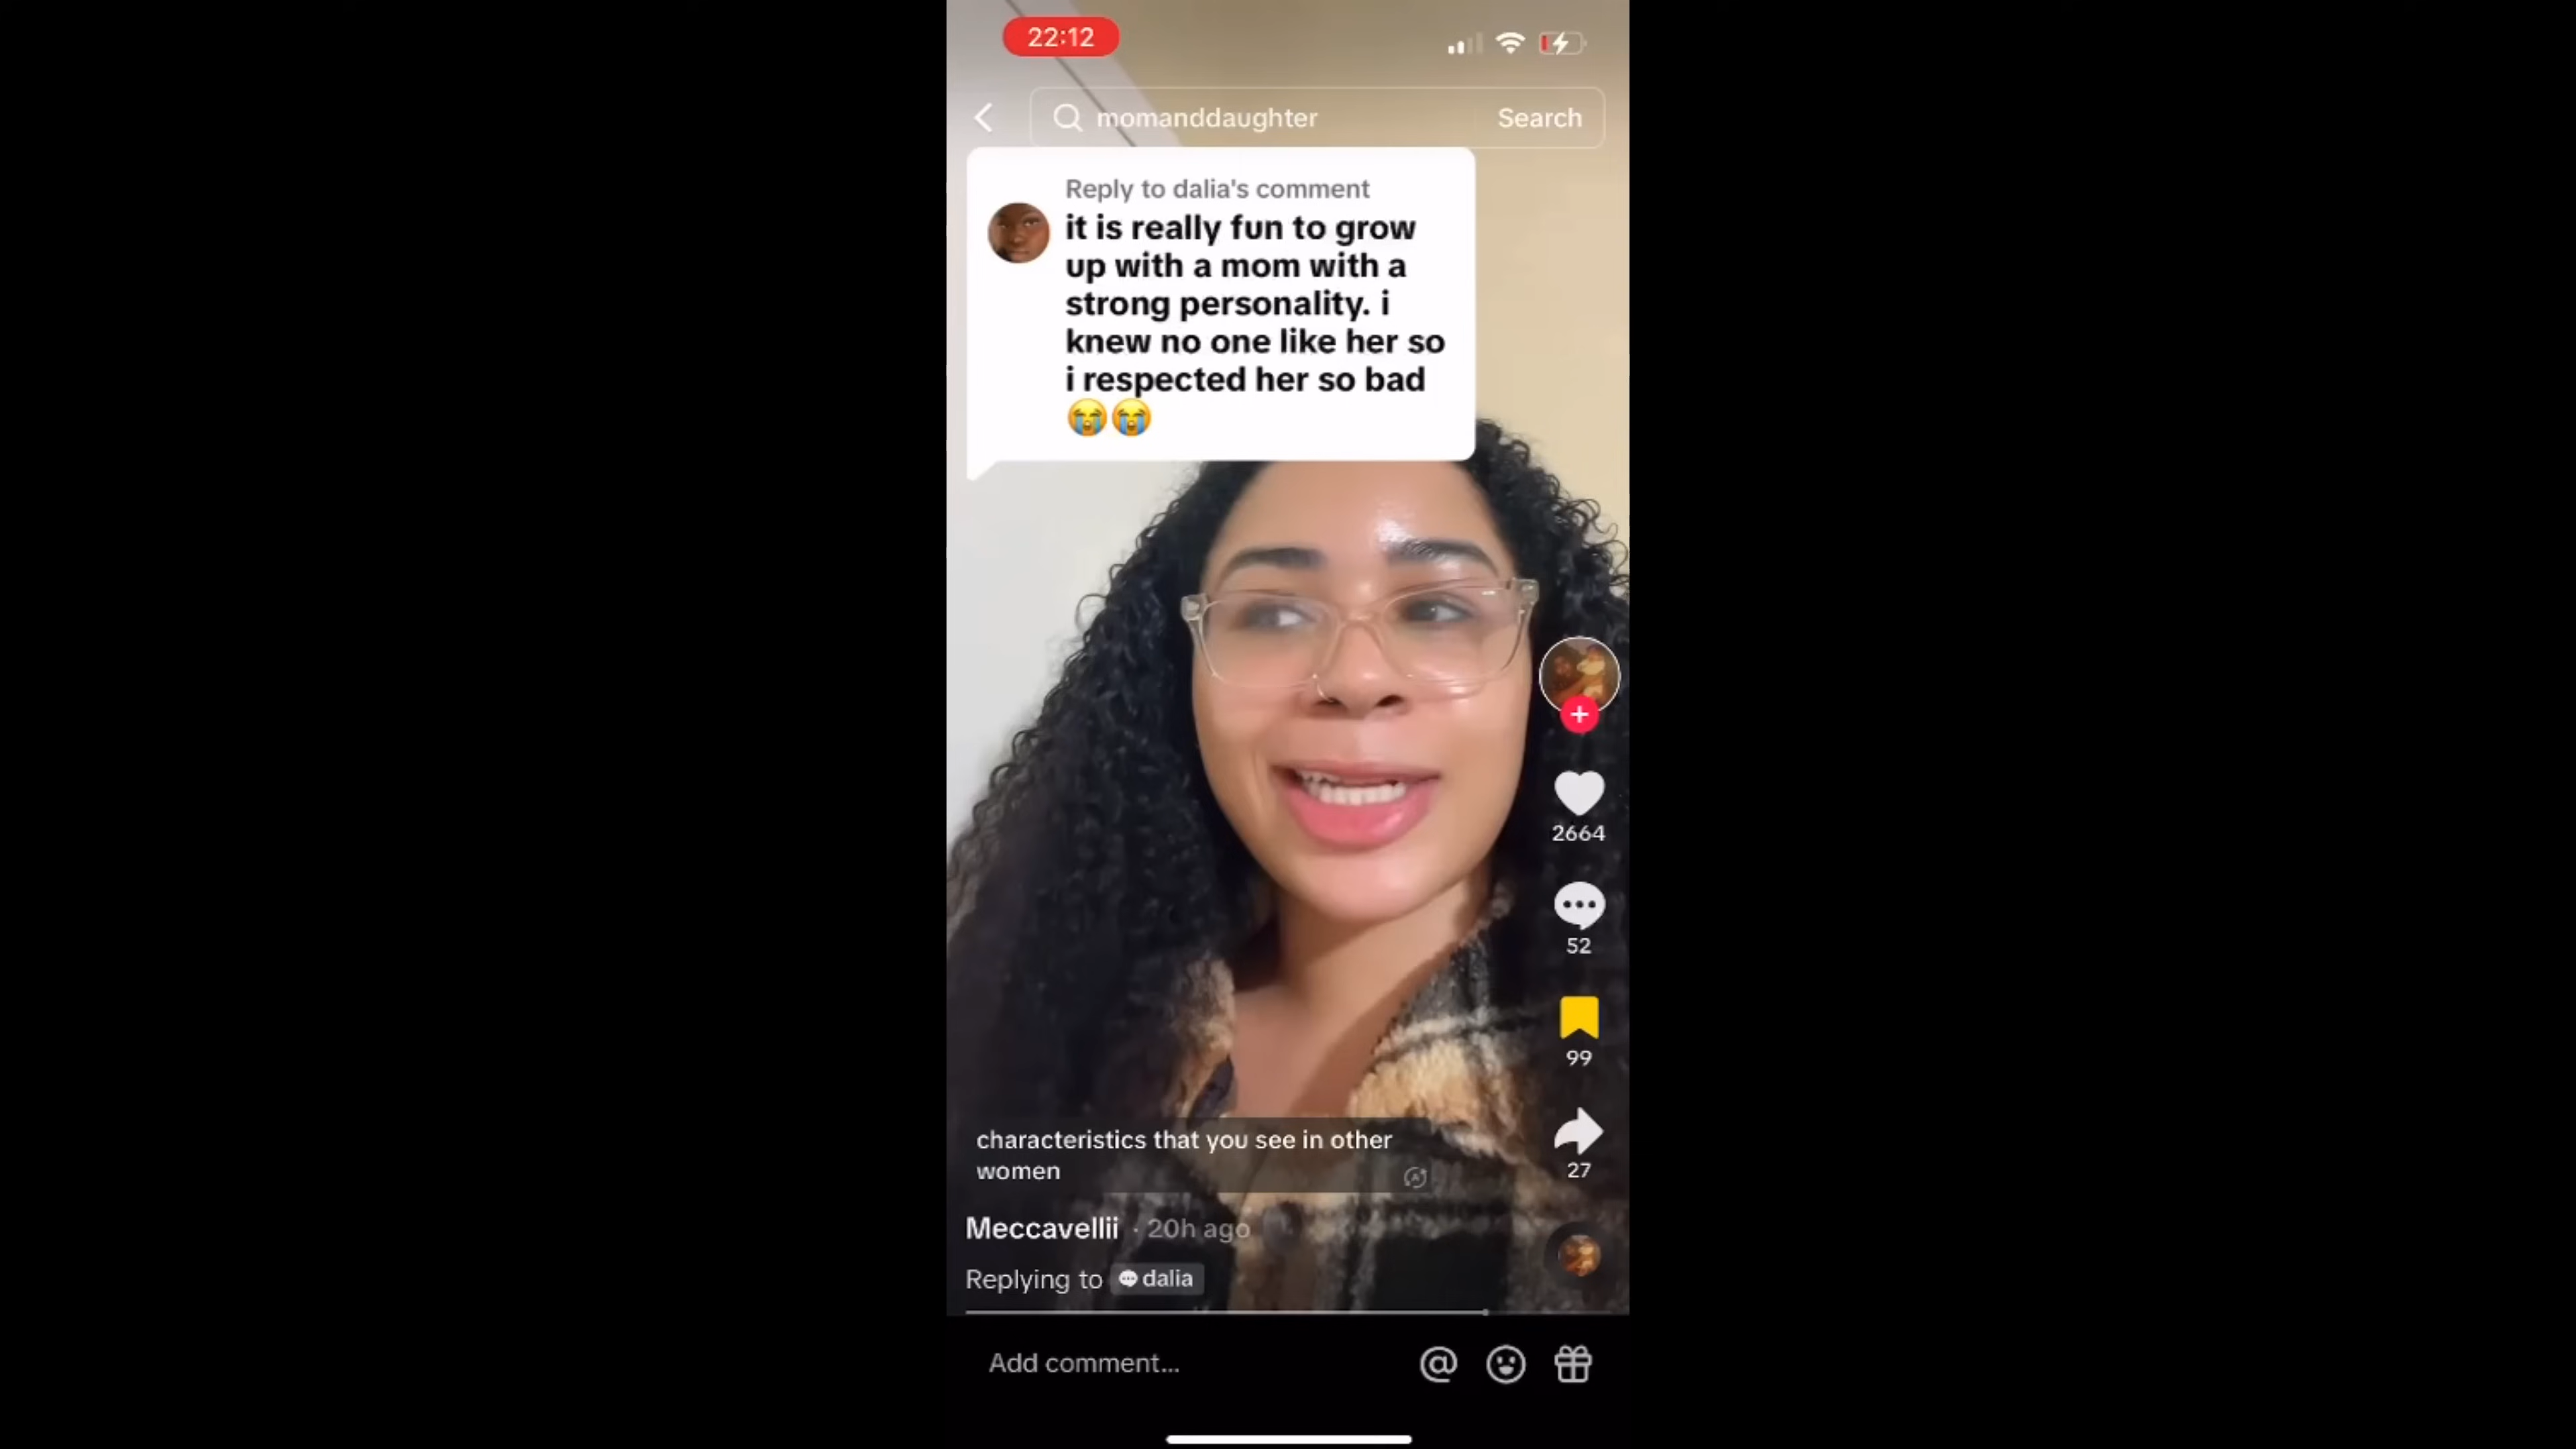 22:12
momanddaughter
Search
Reply to dalia's comment
it is really fun to grow
up with a mom with a
strong personality. i
knew no one like her so
i respected her so bad
😭😭
2664
52
99
27
characteristics that you see in other
women
Meccavellii · 20h ago
Replying to dalia
Add comment...